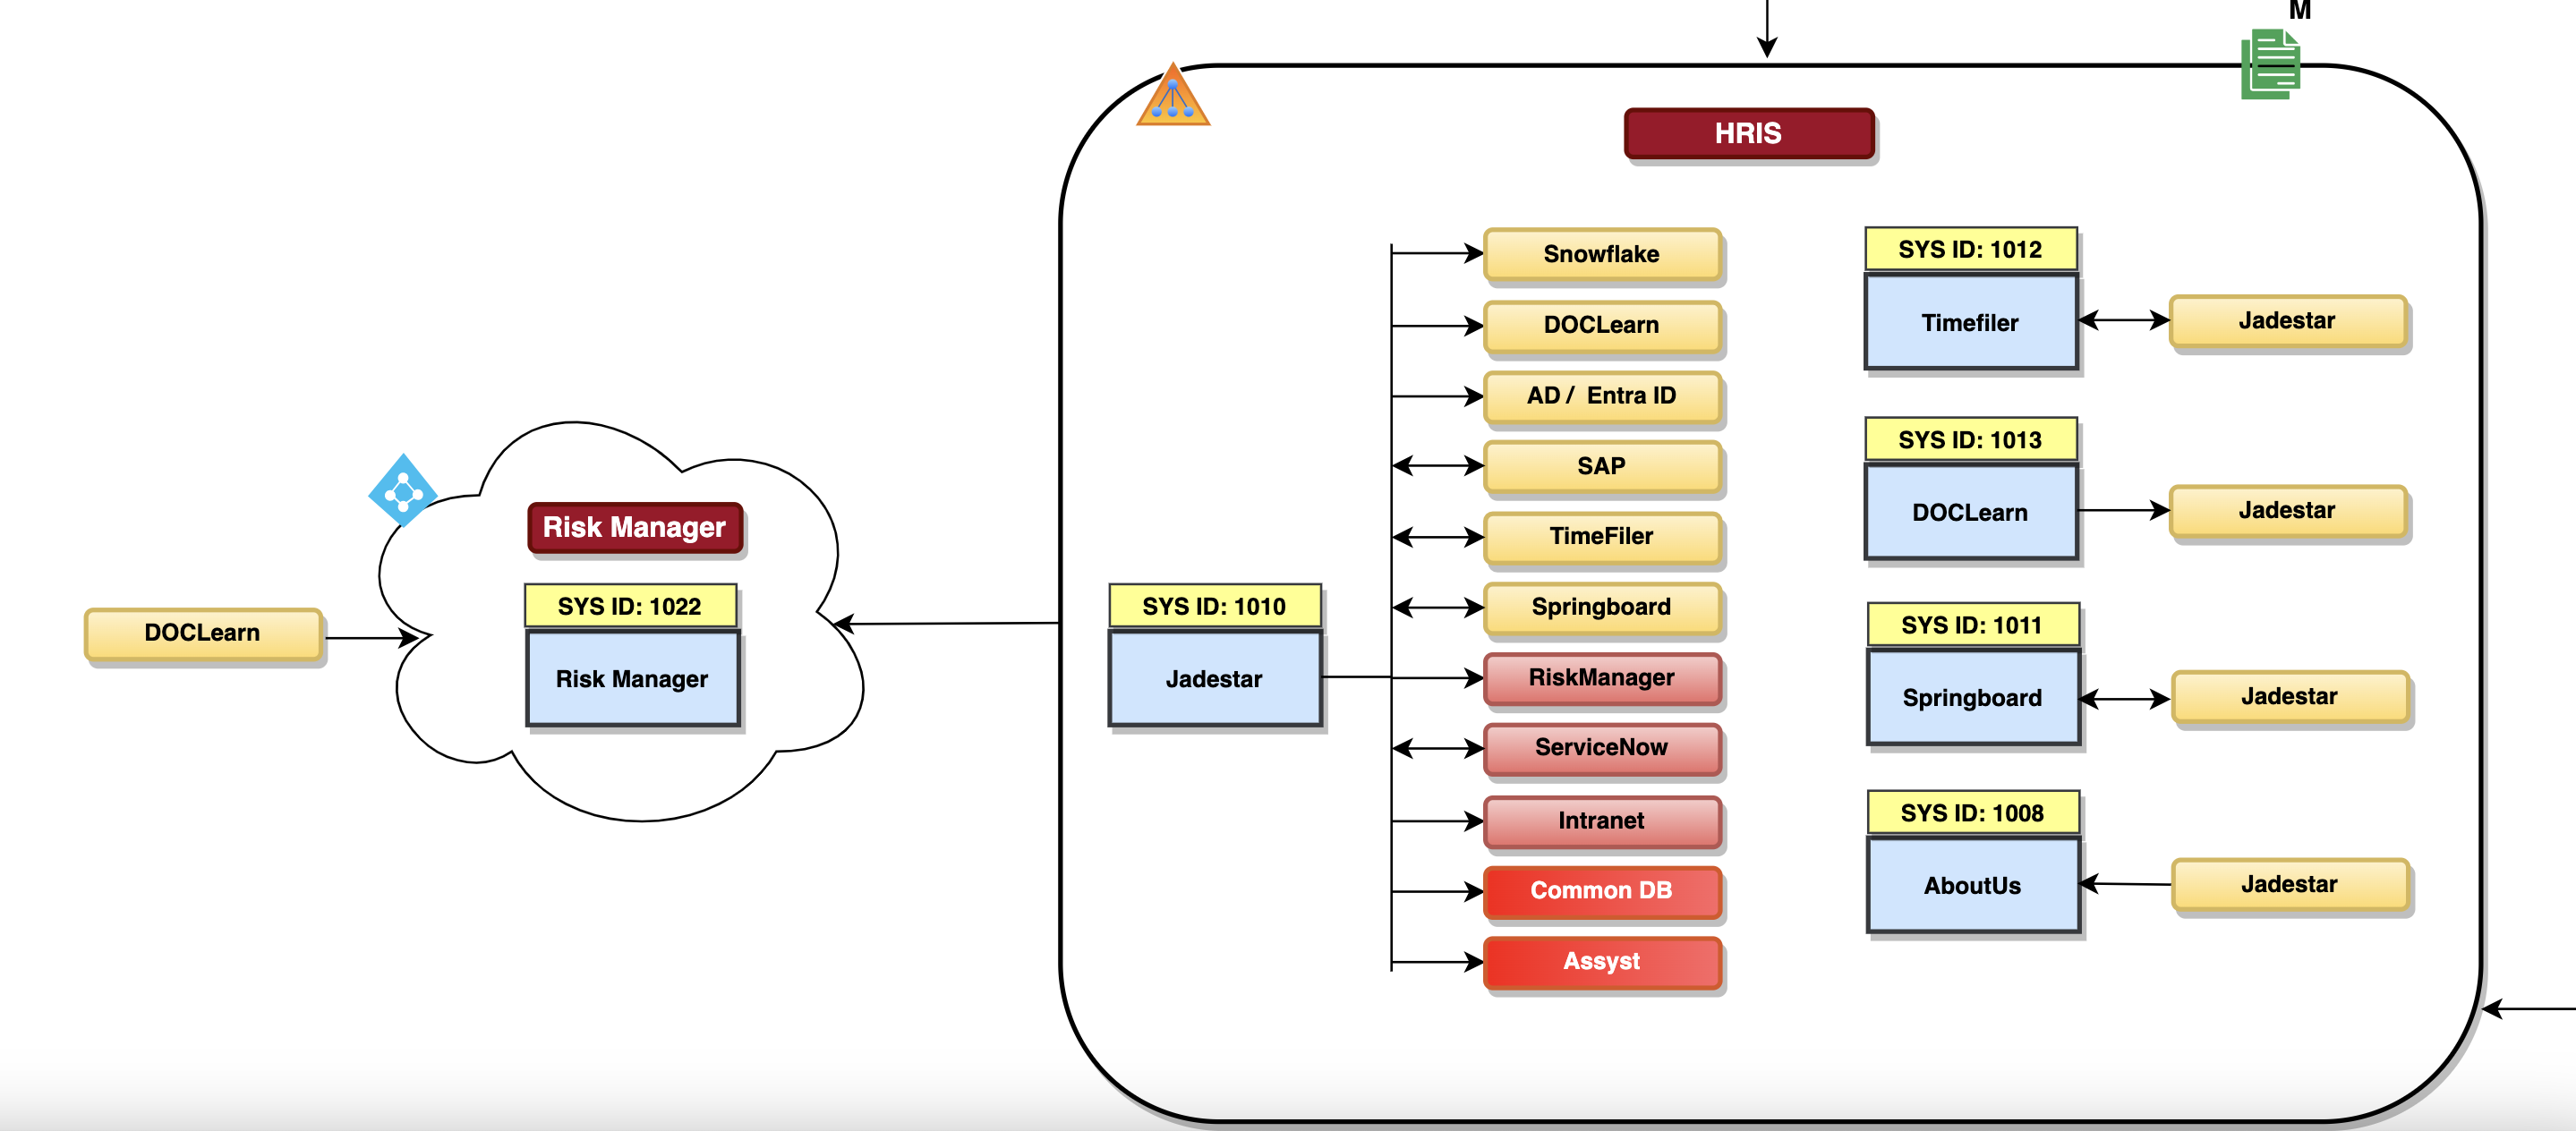 M
HRIS
Snowflake
DOCLearn
AD / Entra ID
SAP
TimeFiler
Springboard
RiskManager
ServiceNow
Intranet
Common DB
Assyst
SYS ID: 1012
Timefiler
Jadestar
SYS ID: 1013
DOCLearn
Jadestar
SYS ID: 1011
Springboard
Jadestar
SYS ID: 1008
AboutUs
Jadestar
SYS ID: 1010
Jadestar
Risk Manager
SYS ID: 1022
Risk Manager
DOCLearn